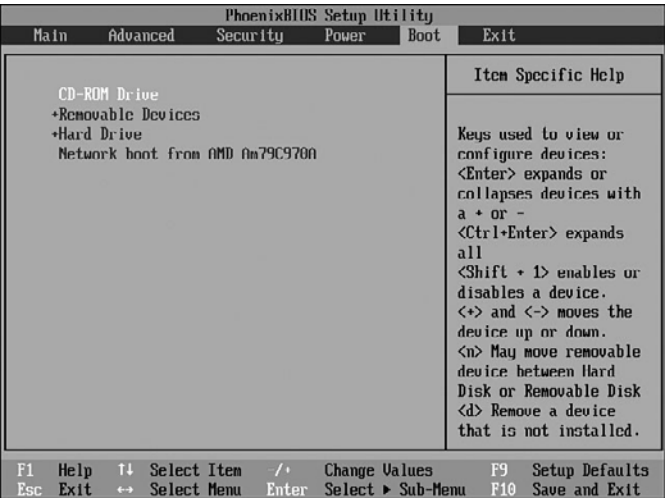 PhoenixBIOS Setup Utility
Main Advanced Security Power Boot Exit
CD-ROM Drive
+Removable Devices
+Hard Drive
Network boot from AMD Am79C970A
Item Specific Help
Keys used to view or
configure devices:
<Enter> expands or
collapses devices with
a + or -
<Ctrl+Enter> expands
all
<Shift + 1> enables or
disables a device.
<+> and <-> moves the
device up or down.
<n> May move removable
device between Hard
Disk or Removable Disk
<d> Remove a device
that is not installed.
F1 Help ↑↓ Select Item -/+ Change Values F9 Setup Defaults
Esc Exit ↔ Select Menu Enter Select ▶ Sub-Menu F10 Save and Exit